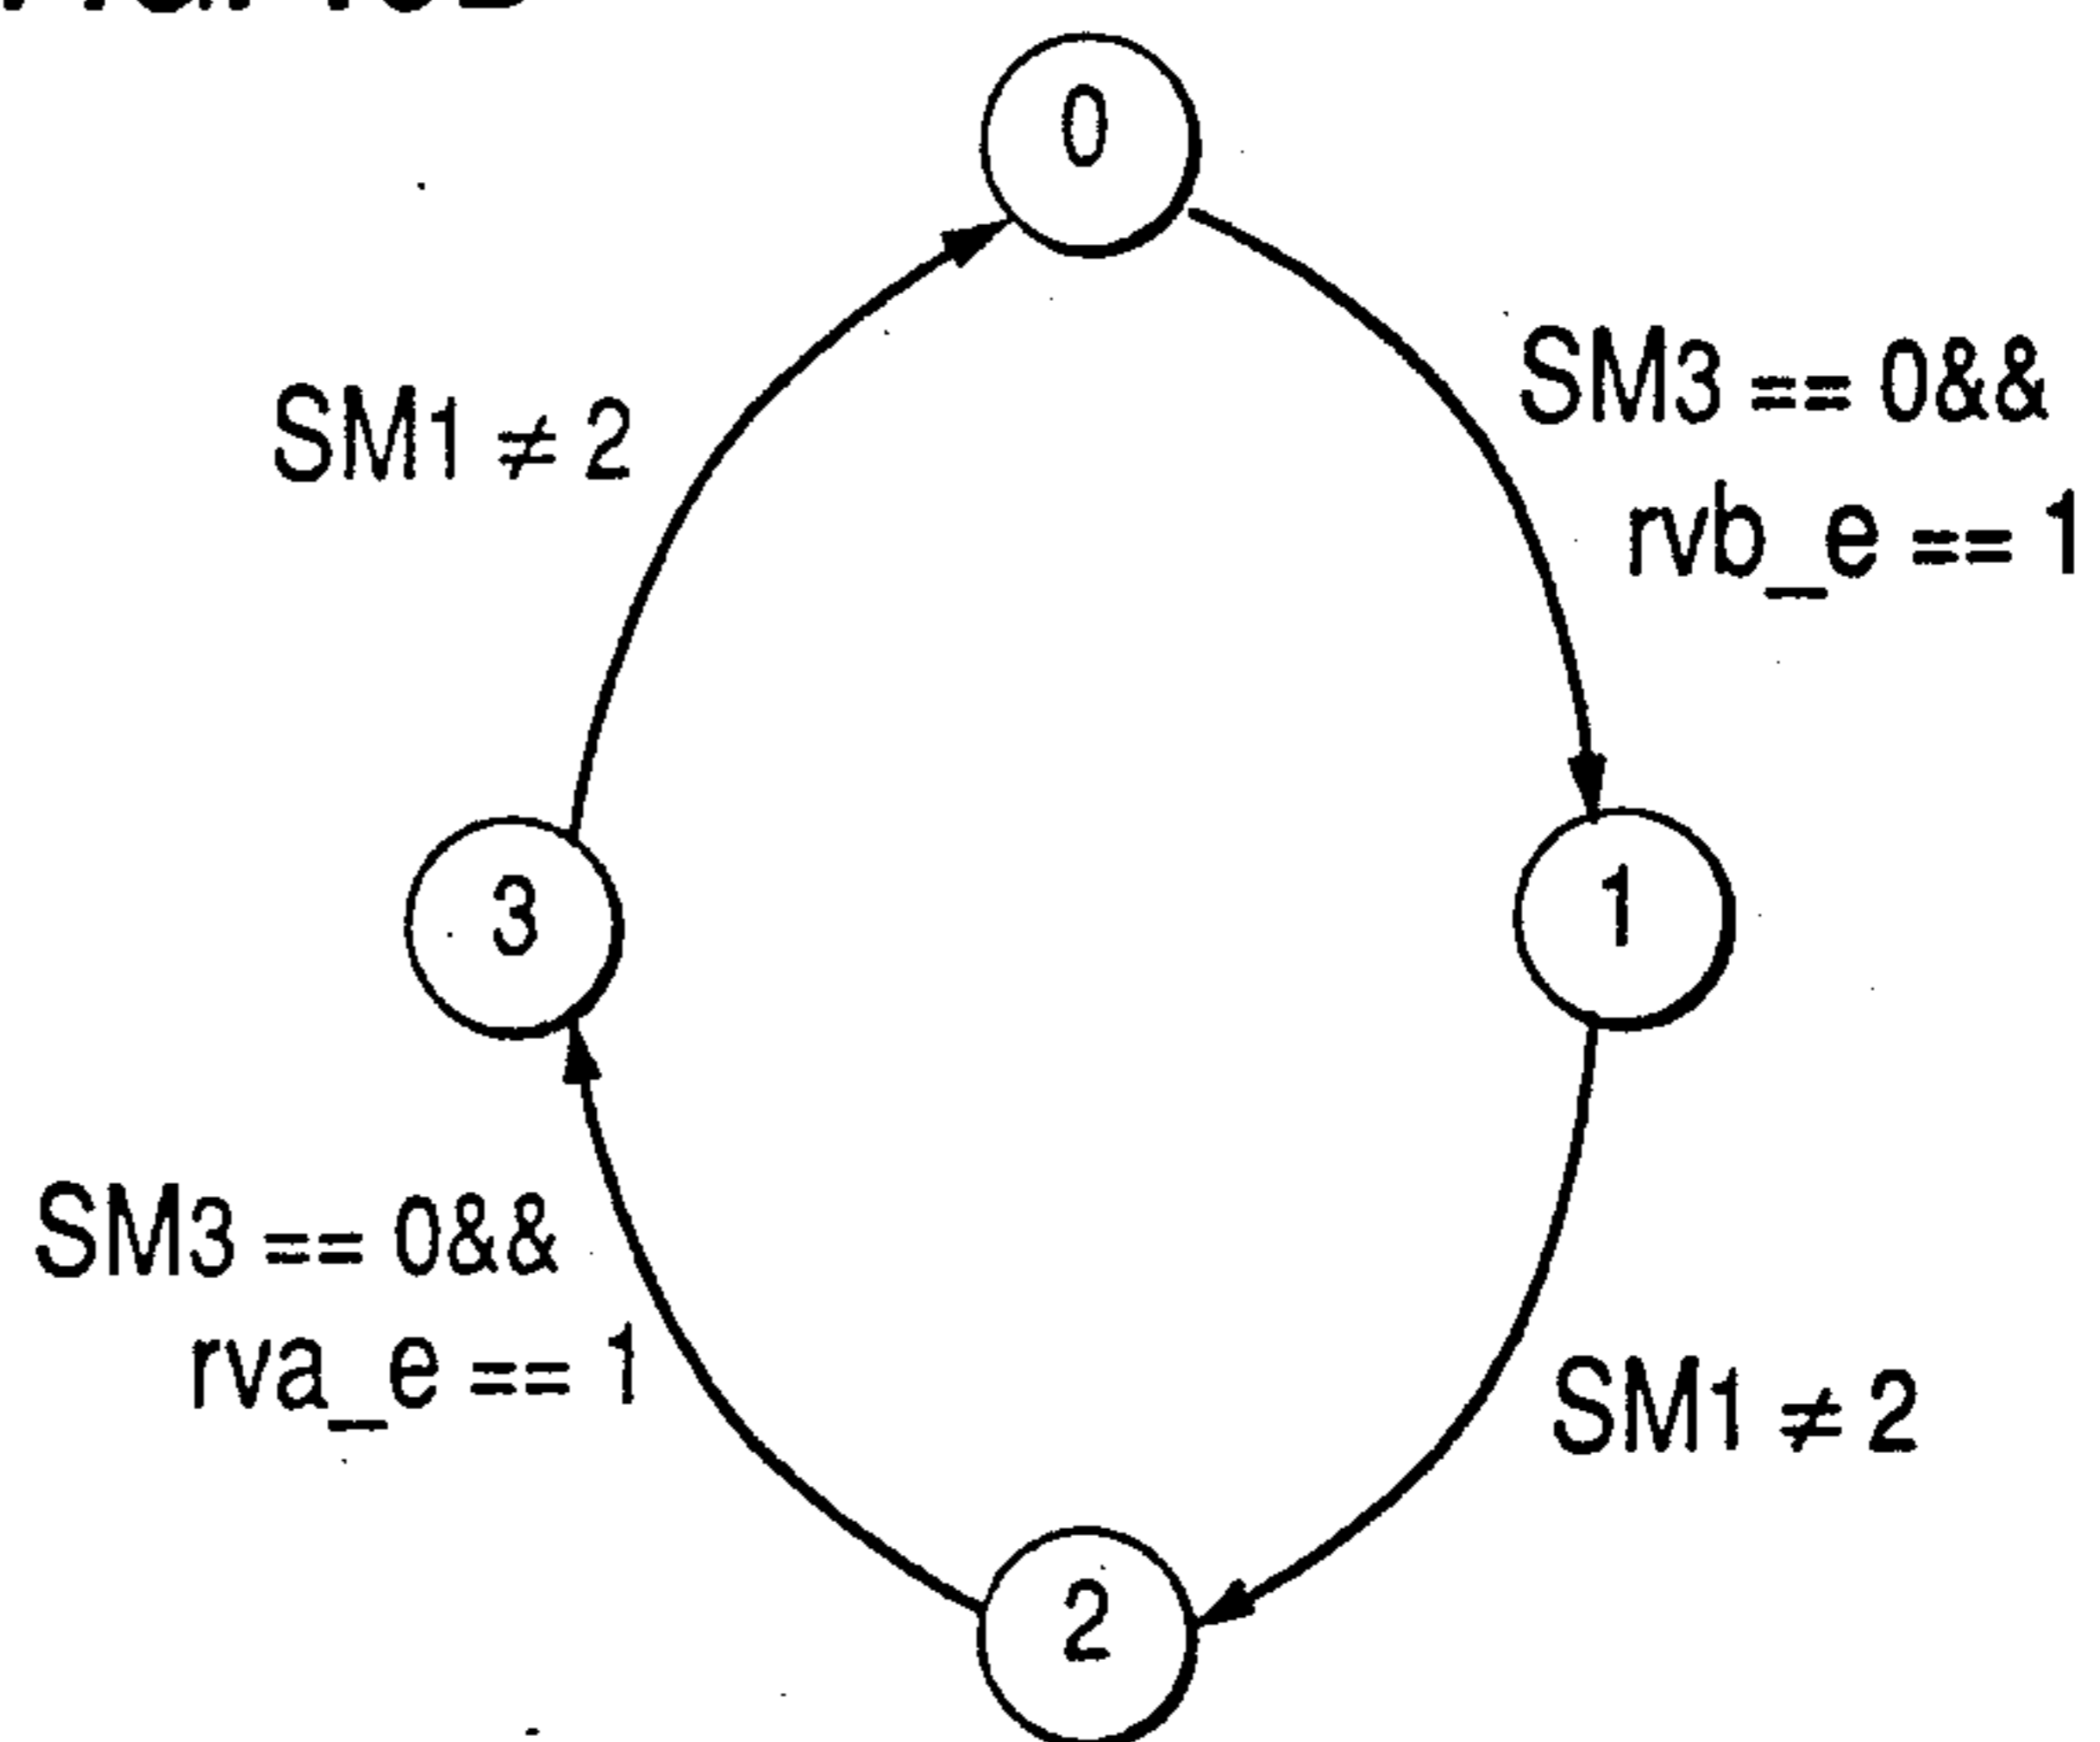 0
SM3 == 0&&
rvb_e == 1
SM1 ≠ 2
3
1
SM3 == 0&&
rva_e == 1
SM1 ≠ 2
2